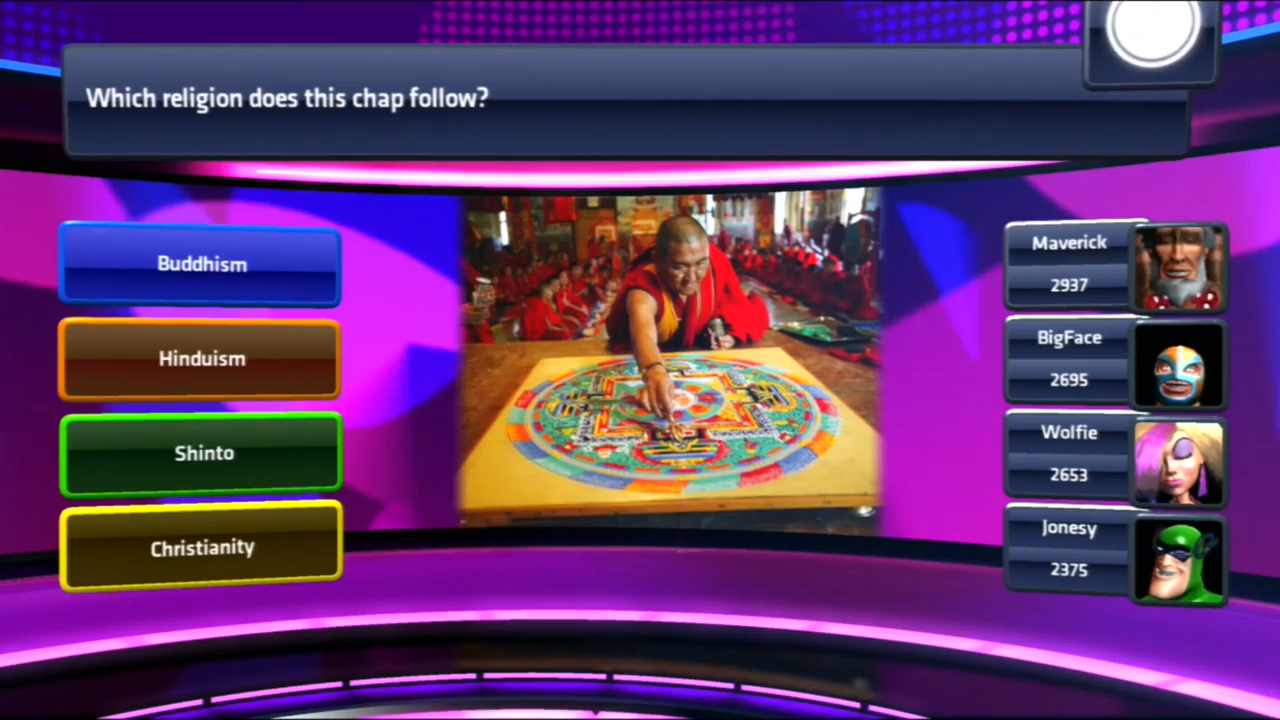 Which religion does this chap follow?
Buddhism
Hinduism
Shinto
Christianity
Maverick
2937
BigFace
2695
Wolfie
2653
Jonesy
2375